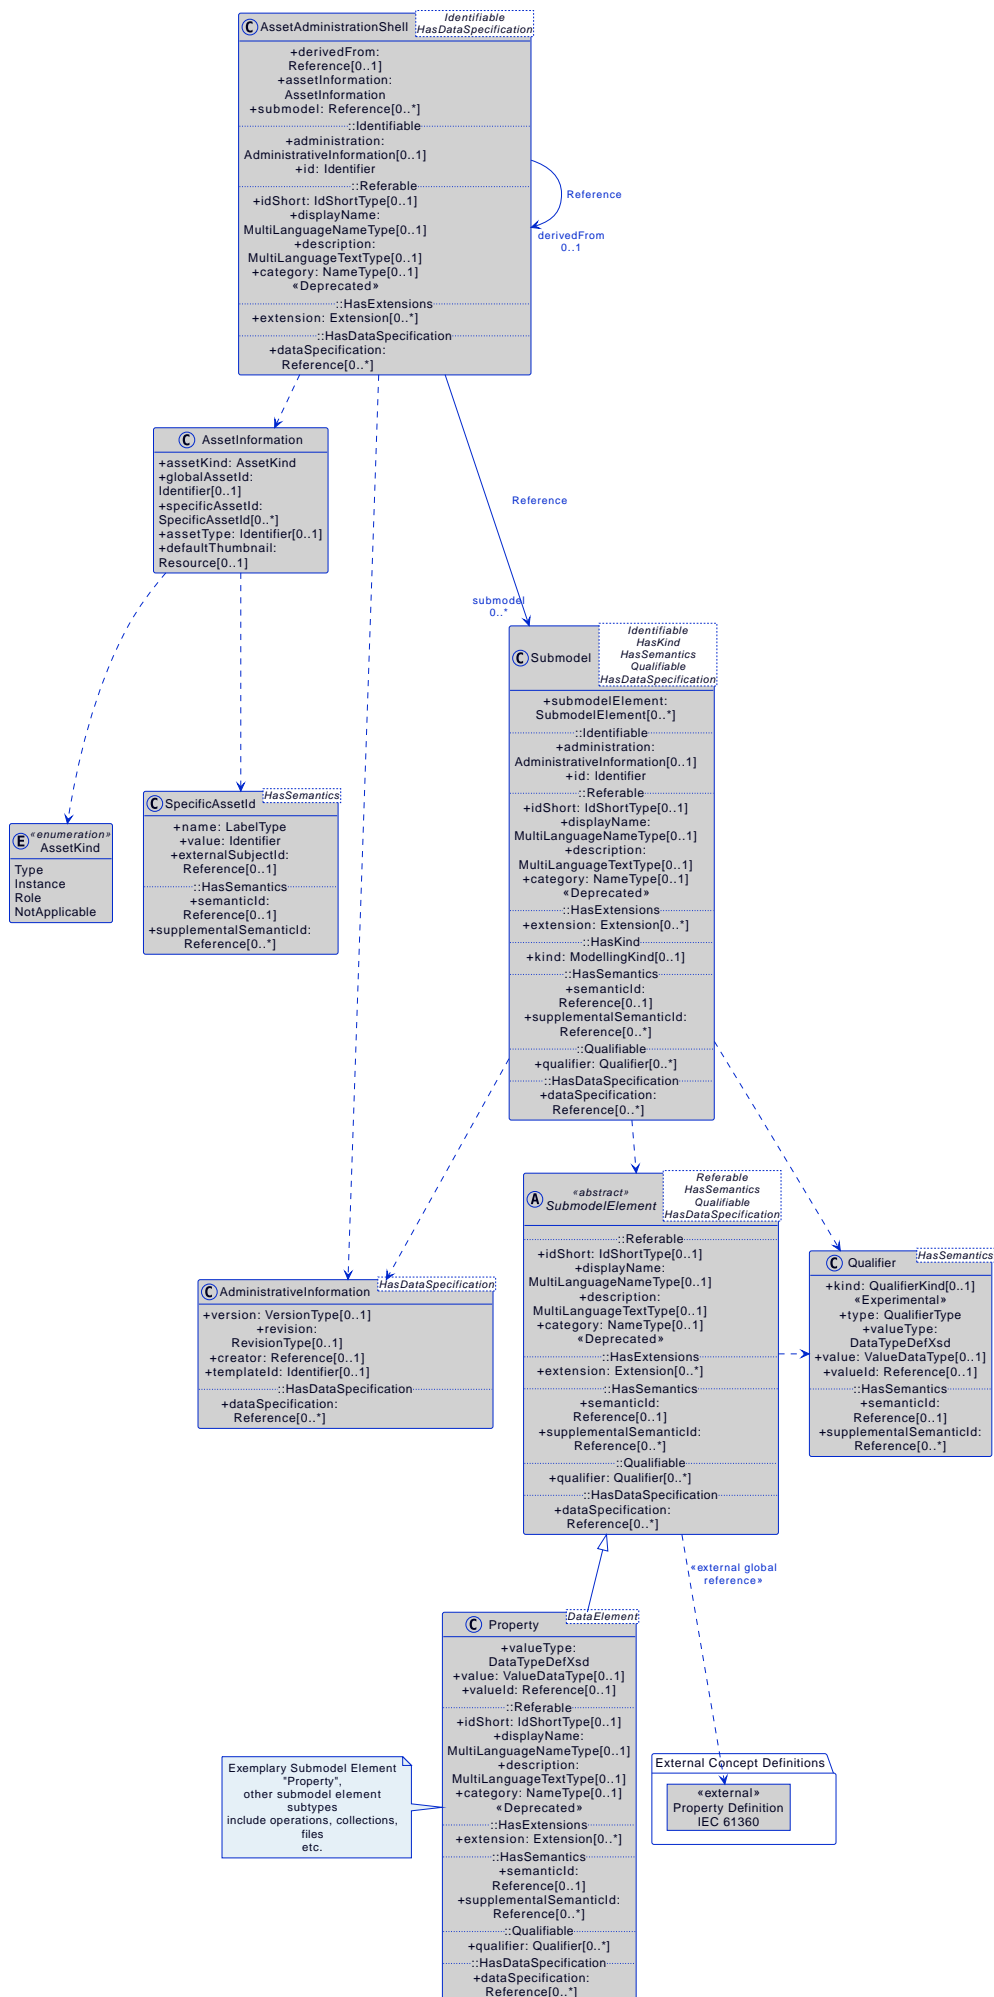 C AssetAdministrationShell
Identifiable
HasDataSpecification
+derivedFrom:
Reference[0..1]
+assetInformation:
AssetInformation
+submodel: Reference[0..*]
::Identifiable
+administration:
AdministrativeInformation[0..1]
+id: Identifier
::Referable
+idShort: IdShortType[0..1]
+displayName:
MultiLanguageNameType[0..1]
+description:
MultiLanguageTextType[0..1]
+category: NameType[0..1]
«Deprecated»
::HasExtensions
+extension: Extension[0..*]
::HasDataSpecification
+dataSpecification:
Reference[0..*]
Reference
derivedFrom
0..1
C AssetInformation
+assetKind: AssetKind
+globalAssetId:
Identifier[0..1]
+specificAssetId:
SpecificAssetId[0..*]
+assetType: Identifier[0..1]
+defaultThumbnail:
Resource[0..1]
Reference
submodel
0..*
C Submodel
Identifiable
HasKind
HasSemantics
Qualifiable
HasDataSpecification
+submodelElement:
SubmodelElement[0..*]
::Identifiable
+administration:
AdministrativeInformation[0..1]
+id: Identifier
::Referable
+idShort: IdShortType[0..1]
+displayName:
MultiLanguageNameType[0..1]
+description:
MultiLanguageTextType[0..1]
+category: NameType[0..1]
«Deprecated»
::HasExtensions
+extension: Extension[0..*]
::HasKind
+kind: ModellingKind[0..1]
::HasSemantics
+semanticId:
Reference[0..1]
+supplementalSemanticId:
Reference[0..*]
::Qualifiable
+qualifier: Qualifier[0..*]
::HasDataSpecification
+dataSpecification:
Reference[0..*]
C SpecificAssetId
HasSemantics
+name: LabelType
+value: Identifier
+externalSubjectId:
Reference[0..1]
::HasSemantics
+semanticId:
Reference[0..1]
+supplementalSemanticId:
Reference[0..*]
E «enumeration»
AssetKind
Type
Instance
Role
NotApplicable
A «abstract»
SubmodelElement
Referable
HasSemantics
Qualifiable
HasDataSpecification
::Referable
+idShort: IdShortType[0..1]
+displayName:
MultiLanguageNameType[0..1]
+description:
MultiLanguageTextType[0..1]
+category: NameType[0..1]
«Deprecated»
::HasExtensions
+extension: Extension[0..*]
::HasSemantics
+semanticId:
Reference[0..1]
+supplementalSemanticId:
Reference[0..*]
::Qualifiable
+qualifier: Qualifier[0..*]
::HasDataSpecification
+dataSpecification:
Reference[0..*]
C Qualifier
HasSemantics
+kind: QualifierKind[0..1]
«Experimental»
+type: QualifierType
+valueType:
DataTypeDefXsd
+value: ValueDataType[0..1]
+valueId: Reference[0..1]
::HasSemantics
+semanticId:
Reference[0..1]
+supplementalSemanticId:
Reference[0..*]
C AdministrativeInformation
HasDataSpecification
+version: VersionType[0..1]
+revision:
RevisionType[0..1]
+creator: Reference[0..1]
+templateId: Identifier[0..1]
::HasDataSpecification
+dataSpecification:
Reference[0..*]
«external global
reference»
C Property
DataElement
+valueType:
DataTypeDefXsd
+value: ValueDataType[0..1]
+valueId: Reference[0..1]
::Referable
+idShort: IdShortType[0..1]
+displayName:
MultiLanguageNameType[0..1]
+description:
MultiLanguageTextType[0..1]
+category: NameType[0..1]
«Deprecated»
::HasExtensions
+extension: Extension[0..*]
::HasSemantics
+semanticId:
Reference[0..1]
+supplementalSemanticId:
Reference[0..*]
::Qualifiable
+qualifier: Qualifier[0..*]
::HasDataSpecification
+dataSpecification:
Reference[0..*]
Exemplary Submodel Element
"Property",
other submodel element
subtypes
include operations, collections,
files
etc.
External Concept Definitions
«external»
Property Definition
IEC 61360